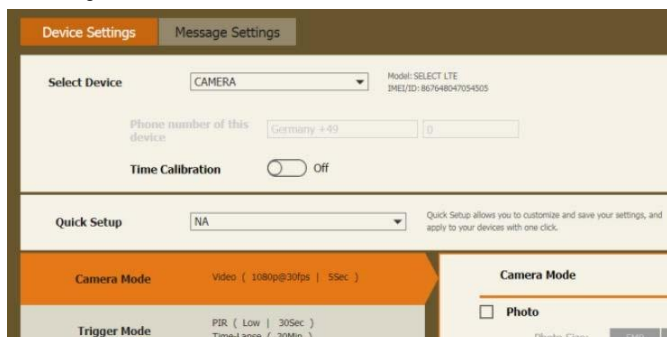 Device Settings
Message Settings
Select Device
CAMERA
Model: SELECT LTE
IMEI/ID: 867648047054505
Phone number of this
device
Germany +49
0
Time Calibration
Off
Quick Setup
NA
Quick Setup allows you to customize and save your settings, and
apply to your devices with one click.
Camera Mode
Video ( 1080p@30fps | 5Sec )
Camera Mode
Photo
Trigger Mode
PIR ( Low | 30Sec )
Time-Lapse ( 20Min )
Photo Size: